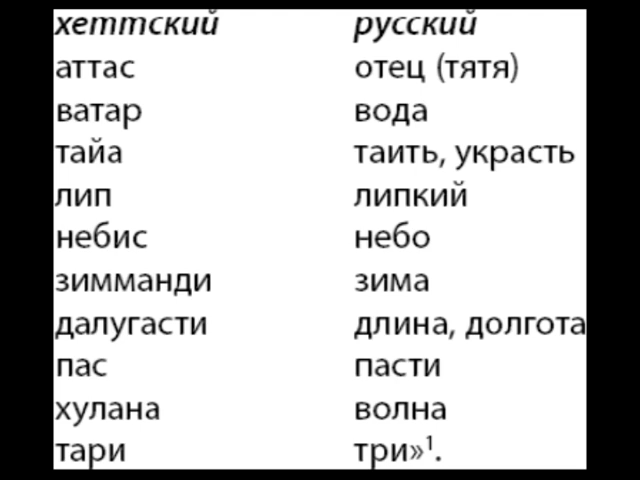 хеттский русский
аттас отец (тятя)
ватар вода
тайа таить, украсть
лип липкий
небис небо
зимманди зима
далугасти длина, долгота
пас пасти
хулана волна
тари три»¹.